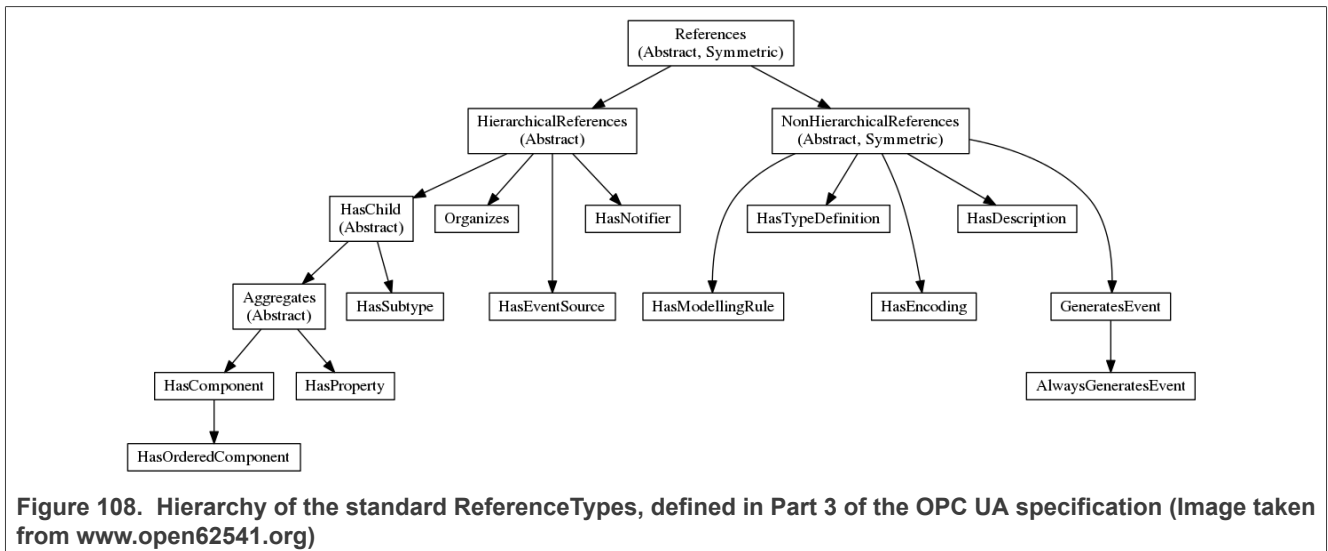 References
(Abstract, Symmetric)
HierarchicalReferences
(Abstract)
NonHierarchicalReferences
(Abstract, Symmetric)
HasChild
(Abstract)
Organizes
HasNotifier
HasTypeDefinition
HasDescription
Aggregates
(Abstract)
HasSubtype
HasEventSource
HasModellingRule
HasEncoding
GeneratesEvent
HasComponent
HasProperty
AlwaysGeneratesEvent
HasOrderedComponent
Figure 108. Hierarchy of the standard ReferenceTypes, defined in Part 3 of the OPC UA specification (Image taken
from www.open62541.org)